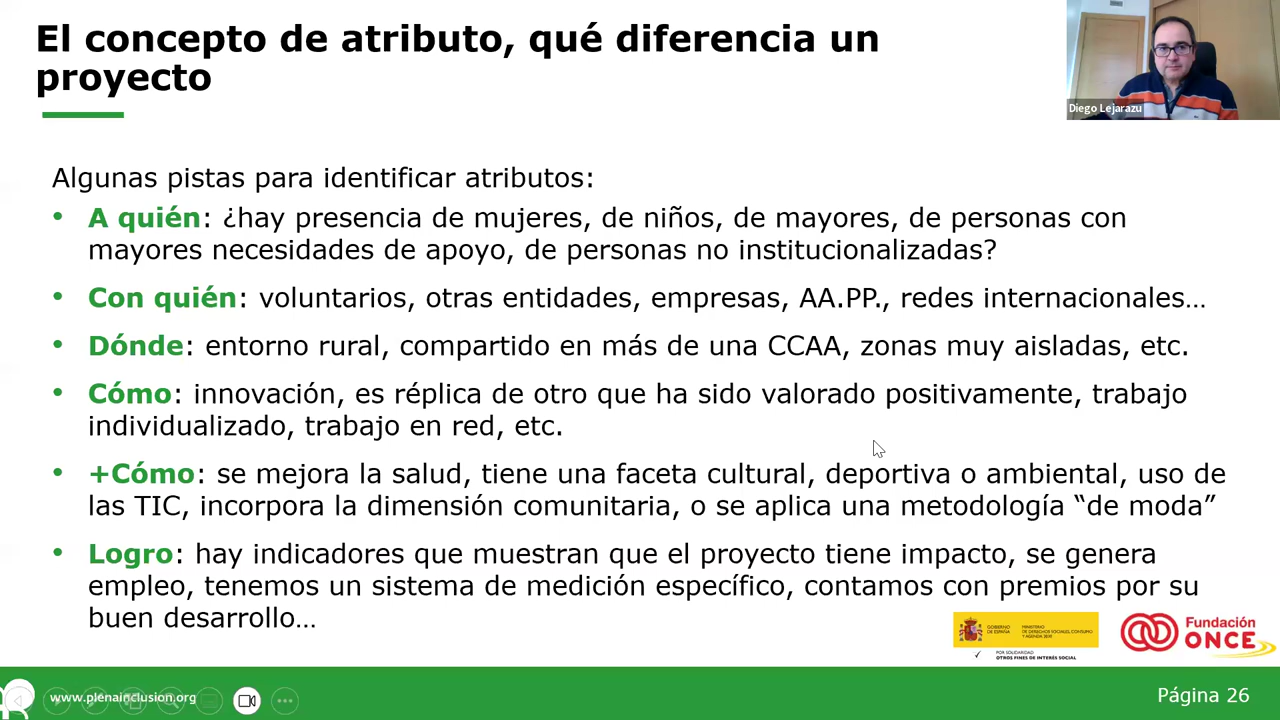 El concepto de atributo, qué diferencia un
proyecto
Diego Lejarazu
Algunas pistas para identificar atributos:
• A quién: ¿hay presencia de mujeres, de niños, de mayores, de personas con
mayores necesidades de apoyo, de personas no institucionalizadas?
• Con quién: voluntarios, otras entidades, empresas, AA.PP., redes internacionales…
• Dónde: entorno rural, compartido en más de una CCAA, zonas muy aisladas, etc.
• Cómo: innovación, es réplica de otro que ha sido valorado positivamente, trabajo
individualizado, trabajo en red, etc.
• +Cómo: se mejora la salud, tiene una faceta cultural, deportiva o ambiental, uso de
las TIC, incorpora la dimensión comunitaria, o se aplica una metodología “de moda”
• Logro: hay indicadores que muestran que el proyecto tiene impacto, se genera
empleo, tenemos un sistema de medición específico, contamos con premios por su
buen desarrollo…
GOBIERNO
DE ESPAÑA
MINISTERIO
DE DERECHOS SOCIALES, CONSUMO
Y AGENDA 2030
POR SOLIDARIDAD
OTROS FINES DE INTERÉS SOCIAL
Fundación
ONCE
www.plenainclusion.org
Página 26